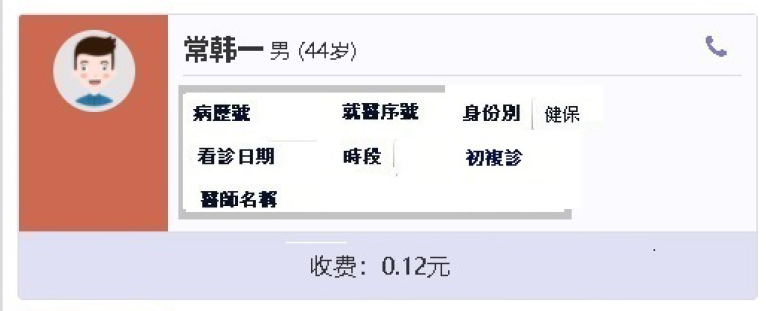 常韩一 男 (44岁)
病歷號 就醫序號 身份別 健保
看診日期 時段 初複診
醫師名稱
收费：0.12元